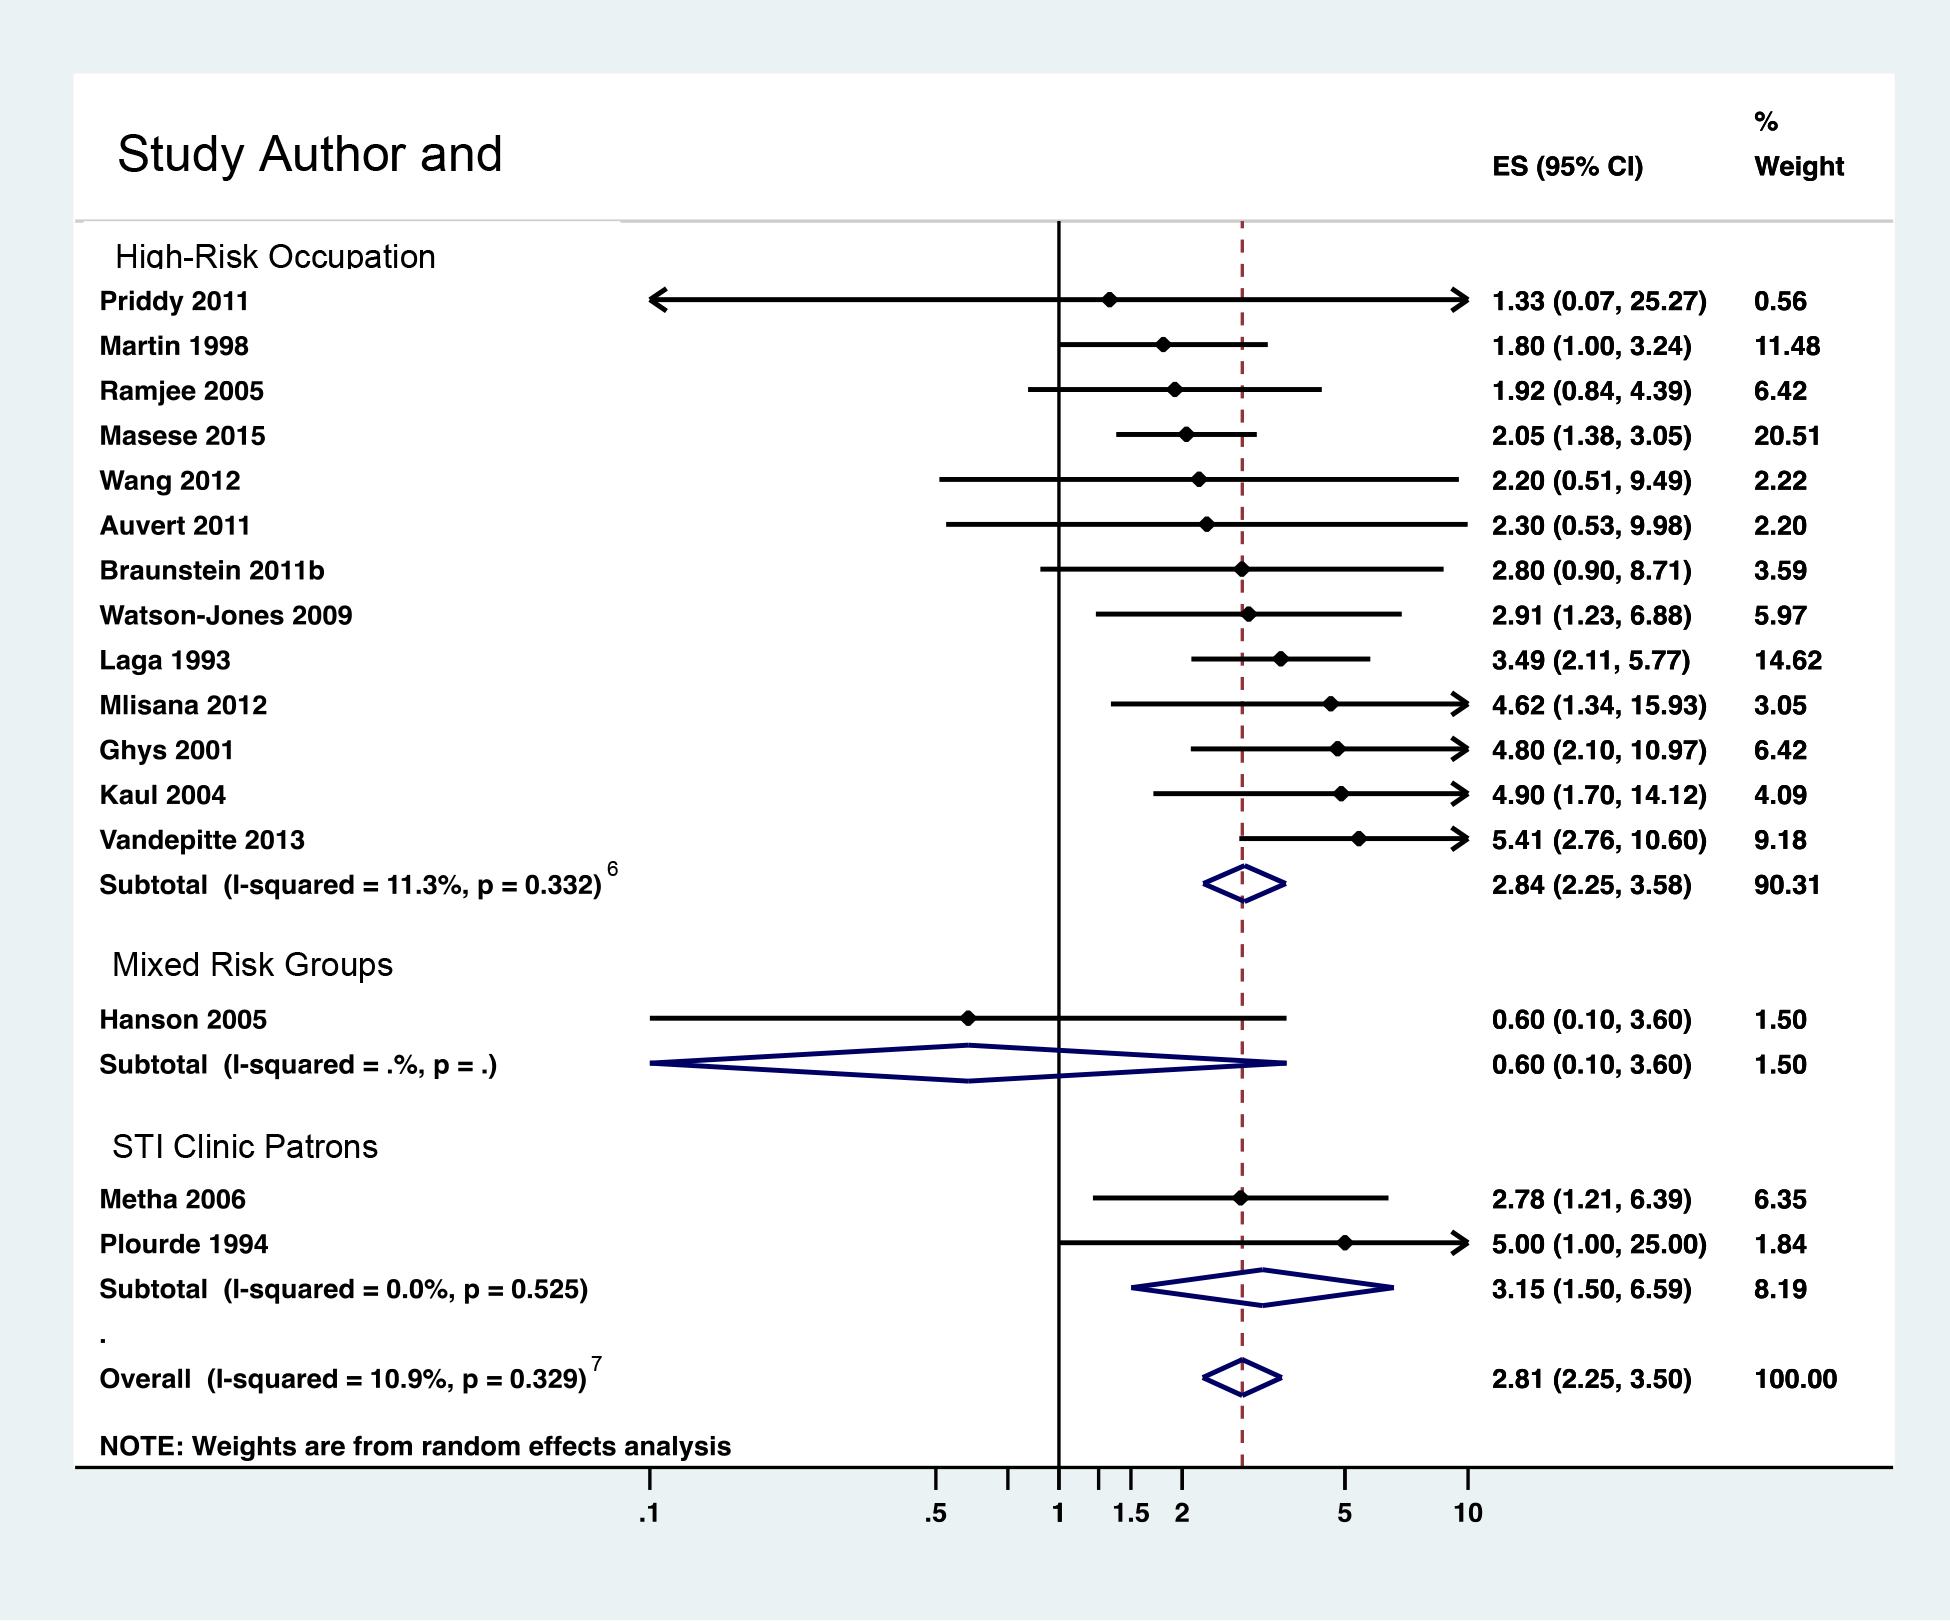 %
Study Author and ES (95% CI) Weight
High-Risk Occupation
Priddy 2011 1.33 (0.07, 25.27) 0.56
Martin 1998 1.80 (1.00, 3.24) 11.48
Ramjee 2005 1.92 (0.84, 4.39) 6.42
Masese 2015 2.05 (1.38, 3.05) 20.51
Wang 2012 2.20 (0.51, 9.49) 2.22
Auvert 2011 2.30 (0.53, 9.98) 2.20
Braunstein 2011b 2.80 (0.90, 8.71) 3.59
Watson-Jones 2009 2.91 (1.23, 6.88) 5.97
Laga 1993 3.49 (2.11, 5.77) 14.62
Mlisana 2012 4.62 (1.34, 15.93) 3.05
Ghys 2001 4.80 (2.10, 10.97) 6.42
Kaul 2004 4.90 (1.70, 14.12) 4.09
Vandepitte 2013 5.41 (2.76, 10.60) 9.18
Subtotal (I-squared = 11.3%, p = 0.332) 6 2.84 (2.25, 3.58) 90.31
Mixed Risk Groups
Hanson 2005 0.60 (0.10, 3.60) 1.50
Subtotal (I-squared = .%, p = .) 0.60 (0.10, 3.60) 1.50
STI Clinic Patrons
Metha 2006 2.78 (1.21, 6.39) 6.35
Plourde 1994 5.00 (1.00, 25.00) 1.84
Subtotal (I-squared = 0.0%, p = 0.525) 3.15 (1.50, 6.59) 8.19
.
Overall (I-squared = 10.9%, p = 0.329) 7 2.81 (2.25, 3.50) 100.00
NOTE: Weights are from random effects analysis
.1 .5 1 1.5 2 5 10